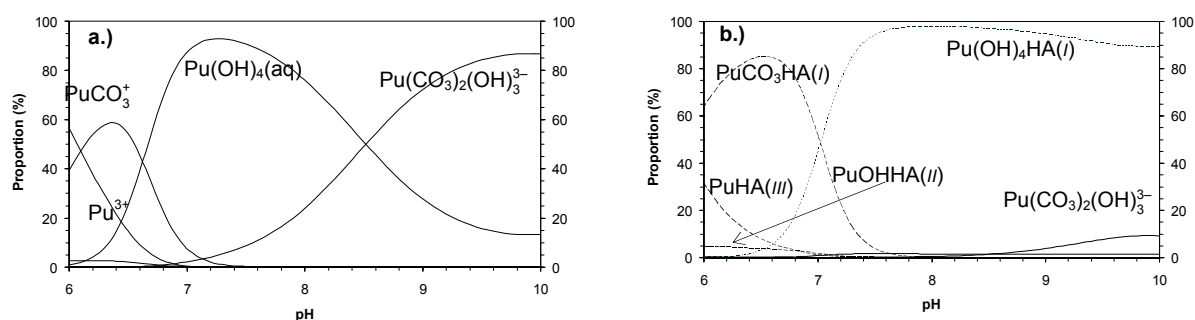 a.)
100
80
60
40
20
0
Proportion (%)
PuCO₃⁺
Pu³⁺
Pu(OH)₄(aq)
Pu(CO₃)₂(OH)₃³⁻
100
80
60
40
20
0
6 7 8 9 10
pH
b.)
100
80
60
40
20
0
Proportion (%)
PuCO₃HA(I)
Pu(OH)₄HA(I)
PuHA(III)
PuOHHA(II)
Pu(CO₃)₂(OH)₃³⁻
100
80
60
40
20
0
6 7 8 9 10
pH